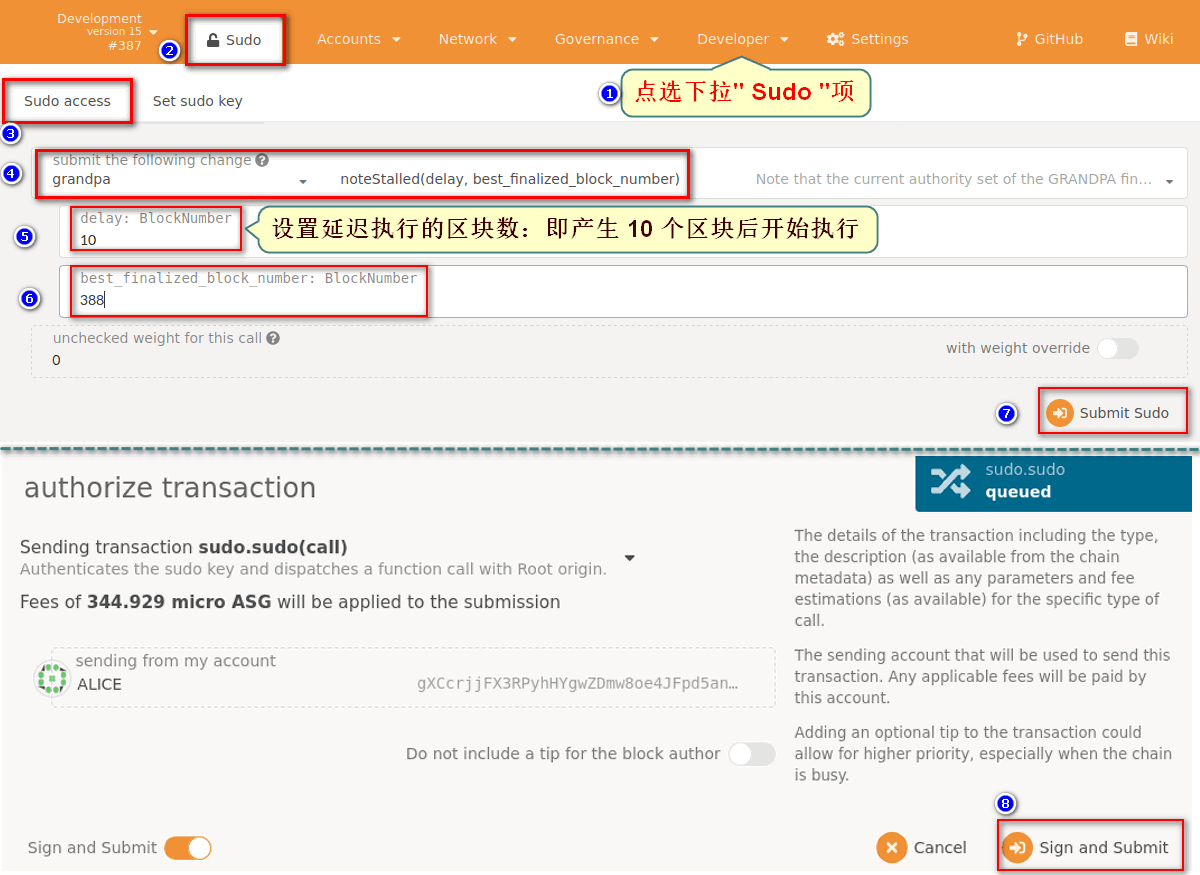 Development
version 15
#387
2
Sudo
Accounts
Network
Governance
Developer
Settings
GitHub
Wiki
1
点选下拉" Sudo "项
Sudo access
Set sudo key
3
4
submit the following change
grandpa
noteStalled(delay, best_finalized_block_number)
Note that the current authority set of the GRANDPA fin...
5
delay: BlockNumber
10
设置延迟执行的区块数：即产生 10 个区块后开始执行
6
best_finalized_block_number: BlockNumber
388
unchecked weight for this call
0
with weight override
7
Submit Sudo
authorize transaction
sudo.sudo
queued
Sending transaction sudo.sudo(call)
Authenticates the sudo key and dispatches a function call with Root origin.
Fees of 344.929 micro ASG will be applied to the submission
sending from my account
ALICE
gXCcrjjFX3RPyhHYgwZDmw8oe4JFpd5an...
Do not include a tip for the block author
The details of the transaction including the type,
the description (as available from the chain
metadata) as well as any parameters and fee
estimations (as available) for the specific type of
call.
The sending account that will be used to send this
transaction. Any applicable fees will be paid by
this account.
Adding an optional tip to the transaction could
allow for higher priority, especially when the chain
is busy.
8
Sign and Submit
Cancel
Sign and Submit